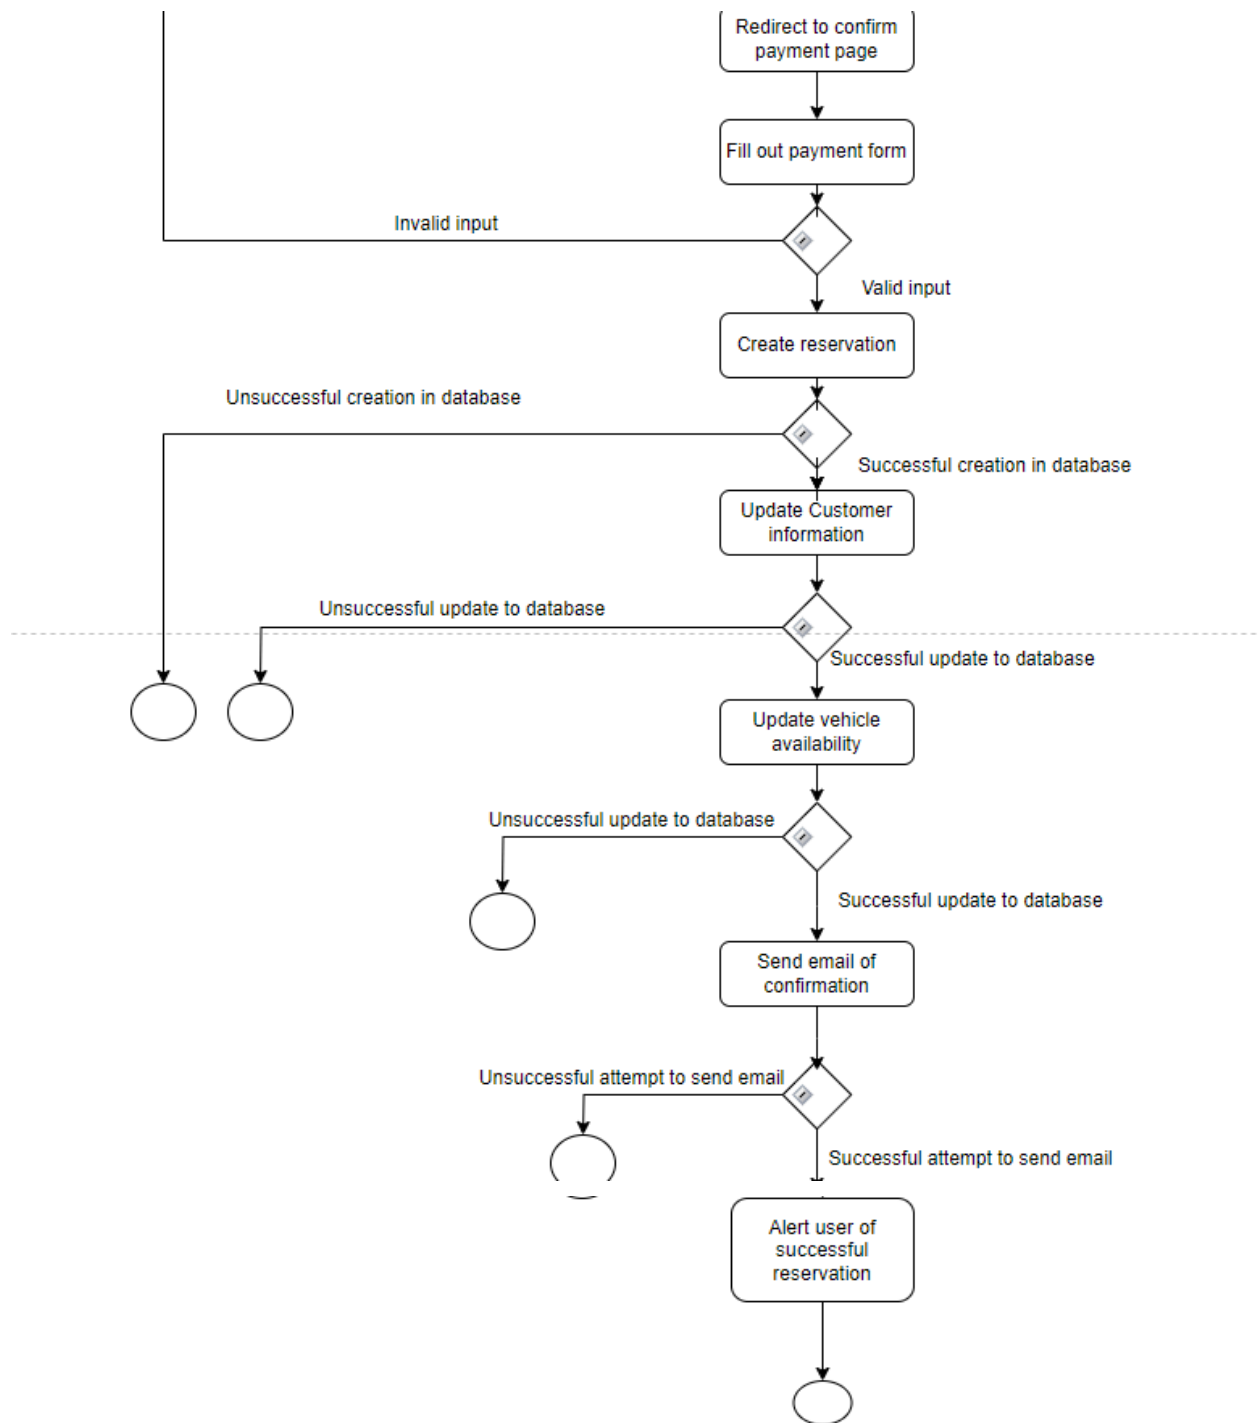 Redirect to confirm
payment page
Fill out payment form
Invalid input
Valid input
Create reservation
Unsuccessful creation in database
Successful creation in database
Update Customer
information
Unsuccessful update to database
Successful update to database
Update vehicle
availability
Unsuccessful update to database
Successful update to database
Send email of
confirmation
Unsuccessful attempt to send email
Successful attempt to send email
Alert user of
successful
reservation